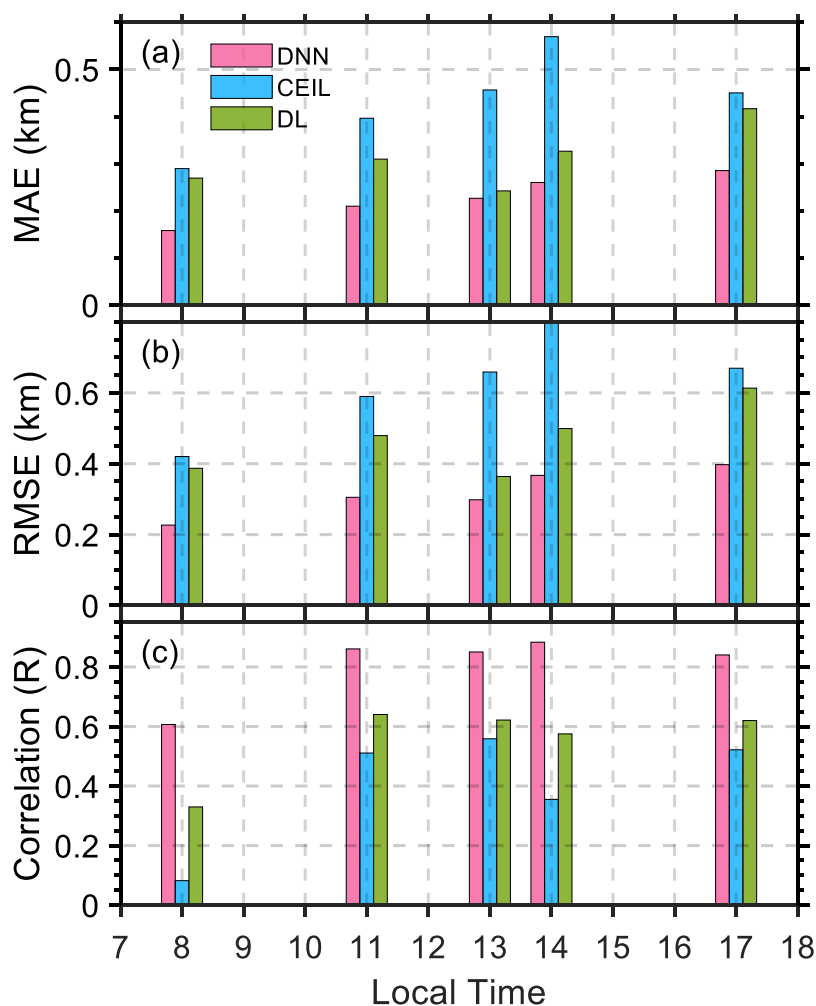 (a)
DNN
CEIL
DL
MAE (km)
0.5
0
(b)
RMSE (km)
0.6
0.4
0.2
0
(c)
Correlation (R)
0.8
0.6
0.4
0.2
0
7 8 9 10 11 12 13 14 15 16 17 18
Local Time